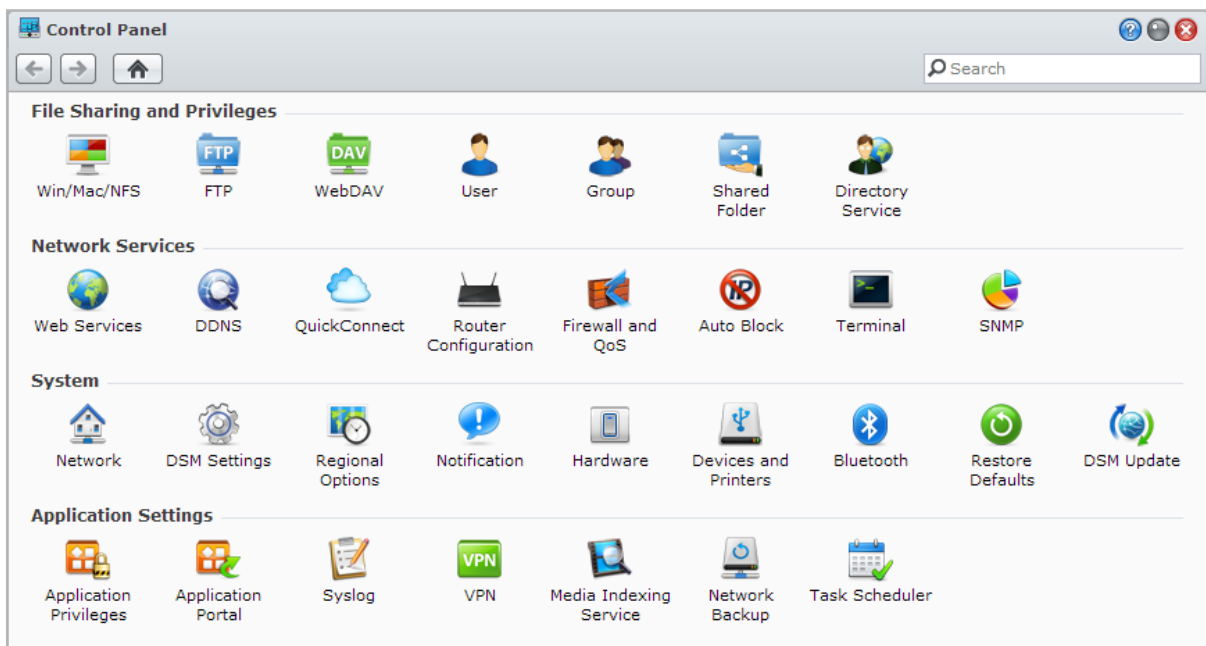 Control Panel
Search
File Sharing and Privileges
FTP
DAV
Win/Mac/NFS
FTP
WebDAV
User
Group
Shared Folder
Directory Service
Network Services
IP
Web Services
DDNS
QuickConnect
Router Configuration
Firewall and QoS
Auto Block
Terminal
SNMP
System
Network
DSM Settings
Regional Options
Notification
Hardware
Devices and Printers
Bluetooth
Restore Defaults
DSM Update
Application Settings
VPN
Application Privileges
Application Portal
Syslog
VPN
Media Indexing Service
Network Backup
Task Scheduler